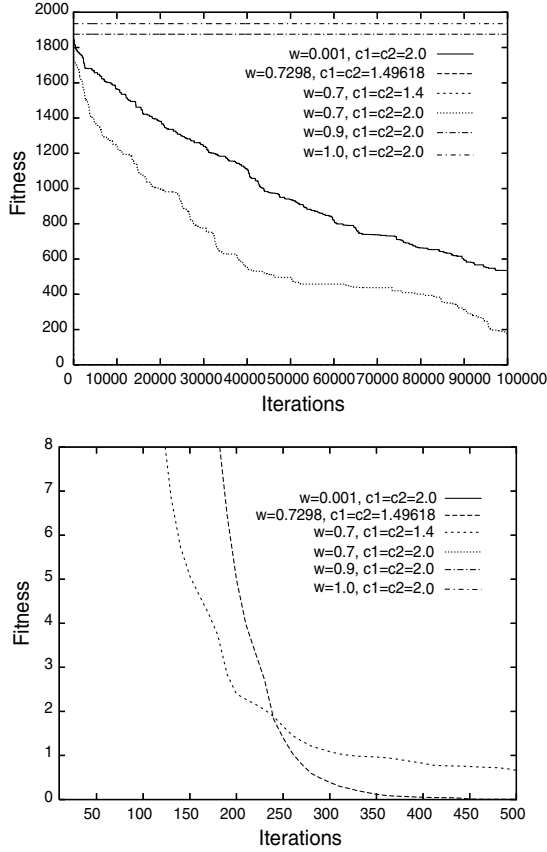 2000
1800
1600
1400
1200
1000
800
600
400
200
0
Fitness
w=0.001, c1=c2=2.0
w=0.7298, c1=c2=1.49618
w=0.7, c1=c2=1.4
w=0.7, c1=c2=2.0
w=0.9, c1=c2=2.0
w=1.0, c1=c2=2.0
0 10000 20000 30000 40000 50000 60000 70000 80000 90000 100000
Iterations
8
7
6
5
4
3
2
1
0
Fitness
w=0.001, c1=c2=2.0
w=0.7298, c1=c2=1.49618
w=0.7, c1=c2=1.4
w=0.7, c1=c2=2.0
w=0.9, c1=c2=2.0
w=1.0, c1=c2=2.0
50 100 150 200 250 300 350 400 450 500
Iterations